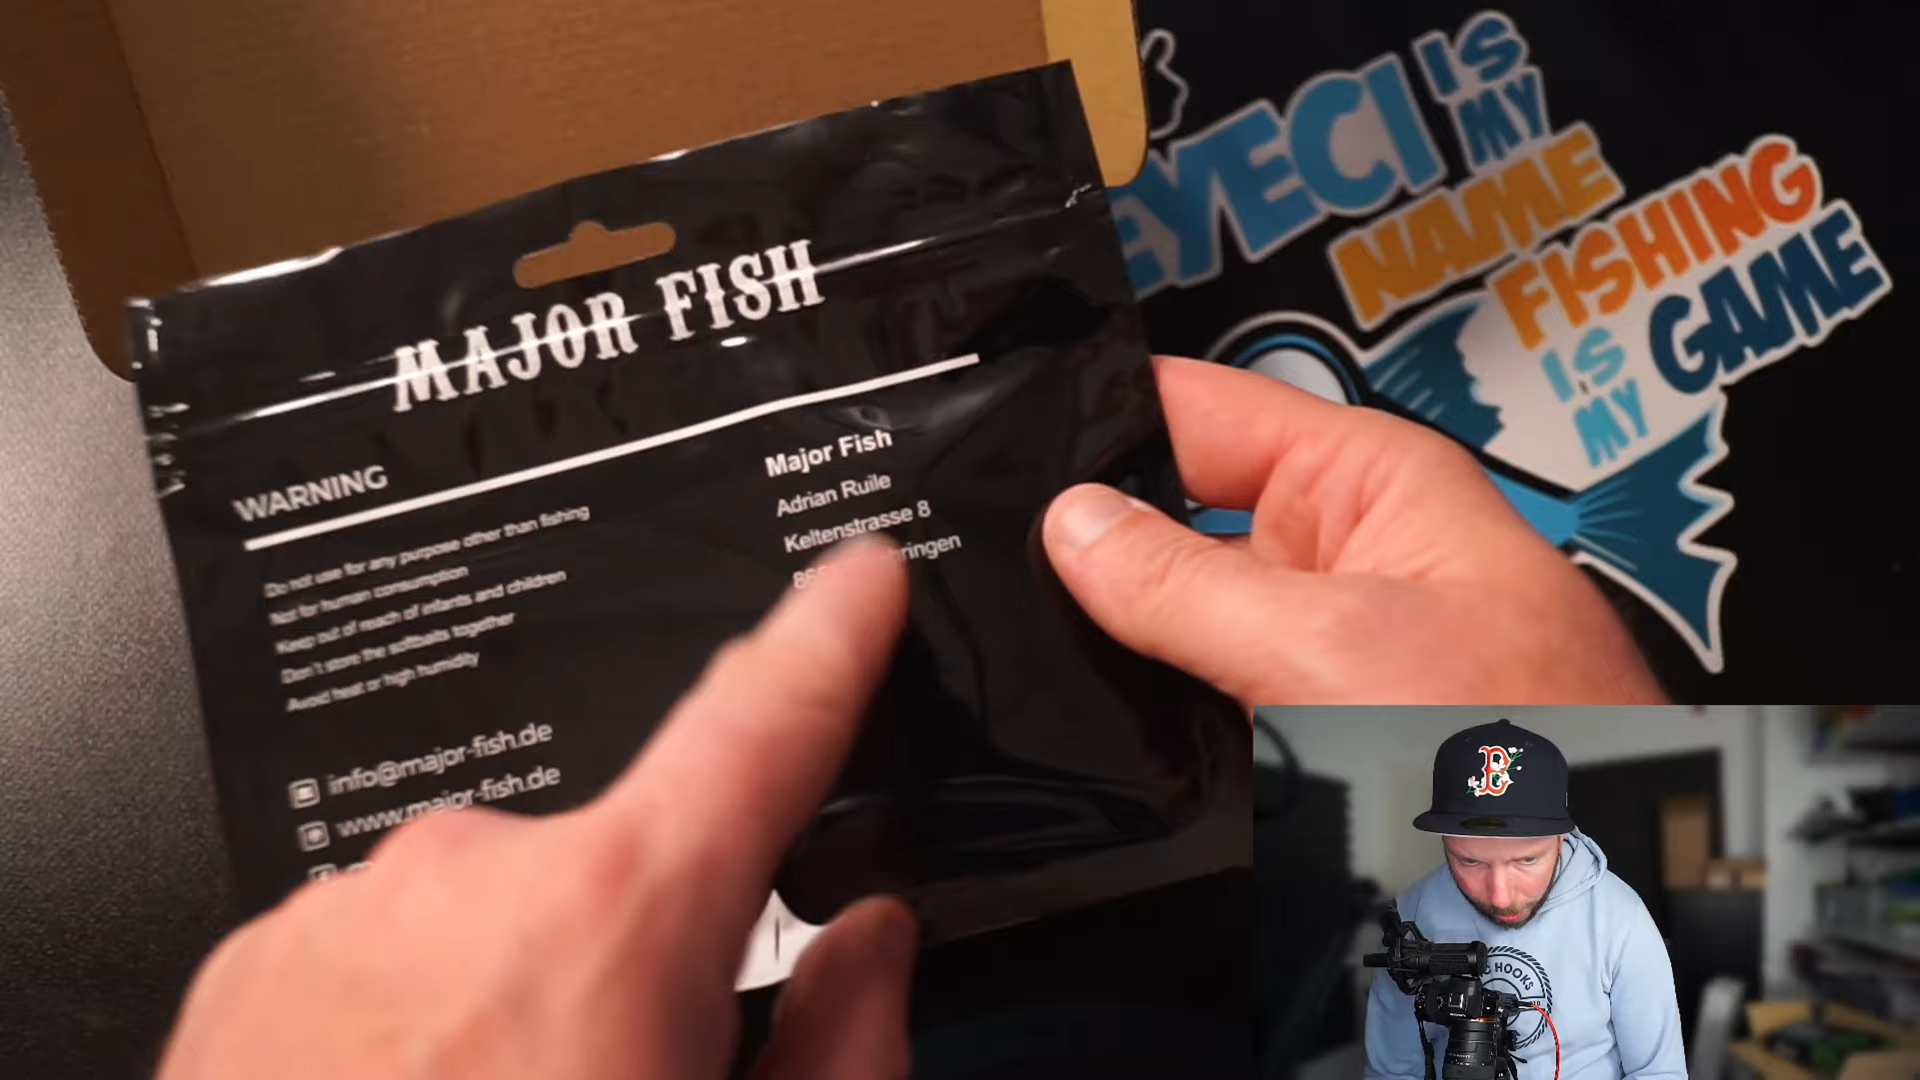 MAJOR FISH
WARNING
Do not use for any purpose other than fishing
Not for human consumption
Keep out of reach of infants and children
Don't store the softbaits together
Avoid heat or high humidity
info@major-fish.de
www.major-fish.de
Major Fish
Adrian Ruile
Keltenstrasse 8
EYECI IS
MY
NAME
FISHING
IS
MY GAME
B
HOOKS